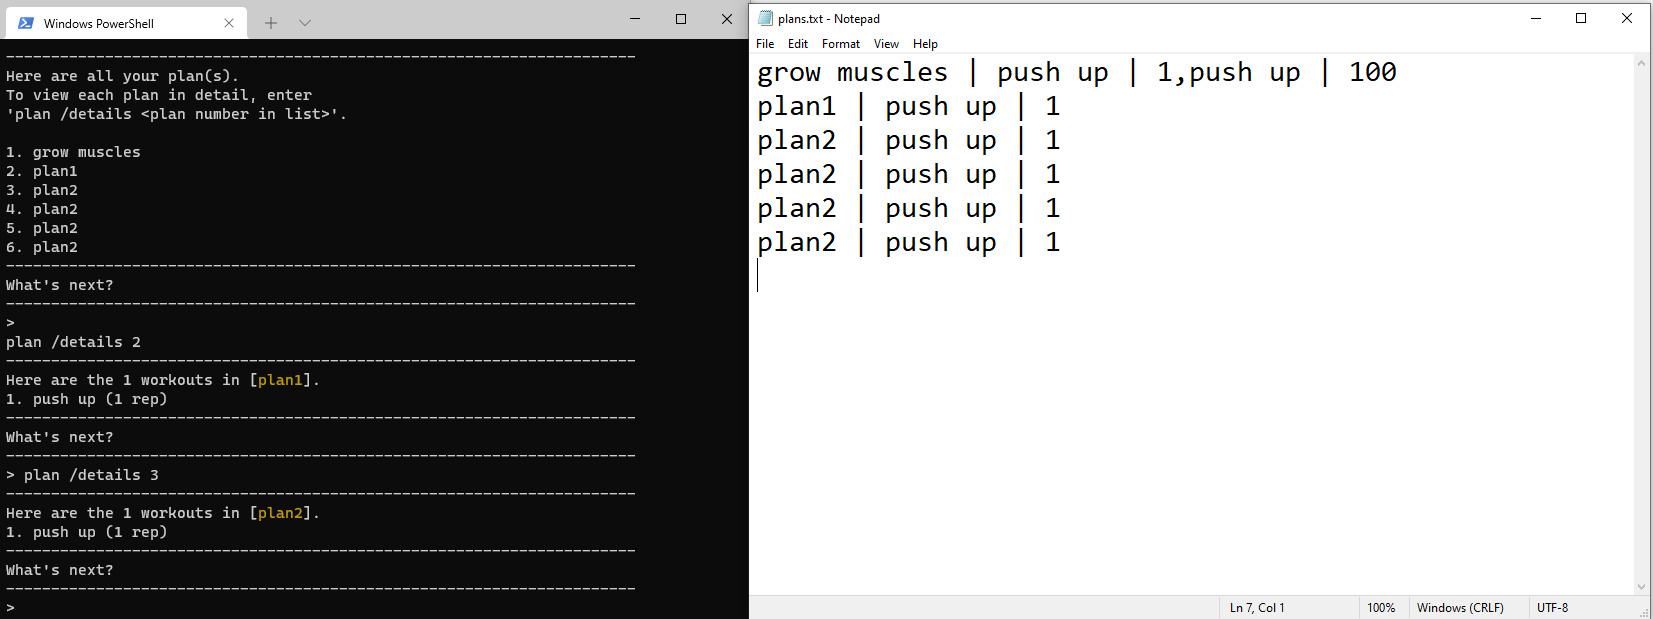 Windows PowerShell
------------------------------------------------------------------------
Here are all your plan(s).
To view each plan in detail, enter
'plan /details <plan number in list>'.
1. grow muscles
2. plan1
3. plan2
4. plan2
5. plan2
6. plan2
------------------------------------------------------------------------
What's next?
------------------------------------------------------------------------
>
plan /details 2
------------------------------------------------------------------------
Here are the 1 workouts in [plan1].
1. push up (1 rep)
------------------------------------------------------------------------
What's next?
------------------------------------------------------------------------
> plan /details 3
------------------------------------------------------------------------
Here are the 1 workouts in [plan2].
1. push up (1 rep)
------------------------------------------------------------------------
What's next?
------------------------------------------------------------------------
>
plans.txt - Notepad
File Edit Format View Help
grow muscles | push up | 1,push up | 100
plan1 | push up | 1
plan2 | push up | 1
plan2 | push up | 1
plan2 | push up | 1
plan2 | push up | 1
Ln 7, Col 1 100% Windows (CRLF) UTF-8